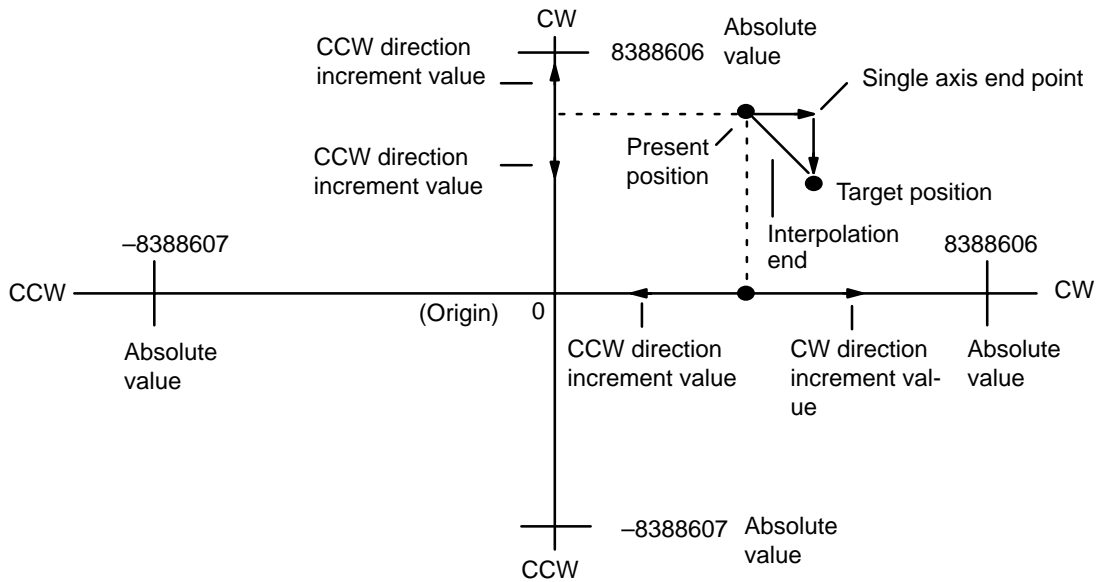 CW
CCW direction
increment value
8388606
Absolute
value
Single axis end point
CCW direction
increment value
Present
position
Target position
Interpolation
end
–8388607
8388606
CCW
CW
(Origin)
0
Absolute
value
CCW direction
increment value
CW direction
increment val-
ue
Absolute
value
–8388607
Absolute
value
CCW